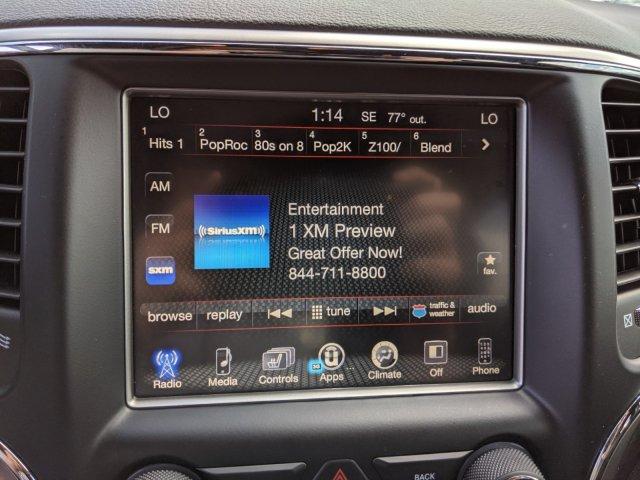 LO 1:14 SE 77° out. LO
1 Hits 1 2 PopRoc 3 80s on 8 4 Pop2K 5 Z100/ 6 Blend
AM
FM
sxm
((SiriusXM))
Entertainment
1 XM Preview
Great Offer Now!
844-711-8800
fav.
browse replay tune traffic & weather audio
Radio Media Controls 3G Apps Climate Off Phone
BACK